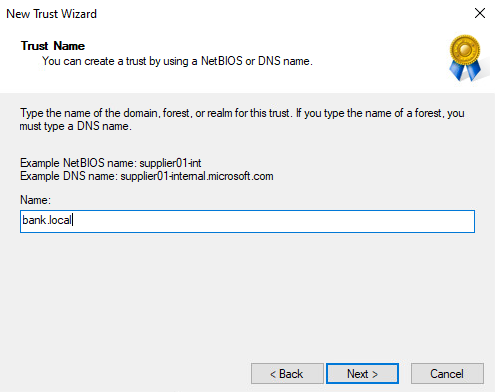 New Trust Wizard
Trust Name
You can create a trust by using a NetBIOS or DNS name.
Type the name of the domain, forest, or realm for this trust. If you type the name of a forest, you
must type a DNS name.
Example NetBIOS name: supplier01-int
Example DNS name: supplier01-internal.microsoft.com
Name:
bank.local
< Back
Next >
Cancel